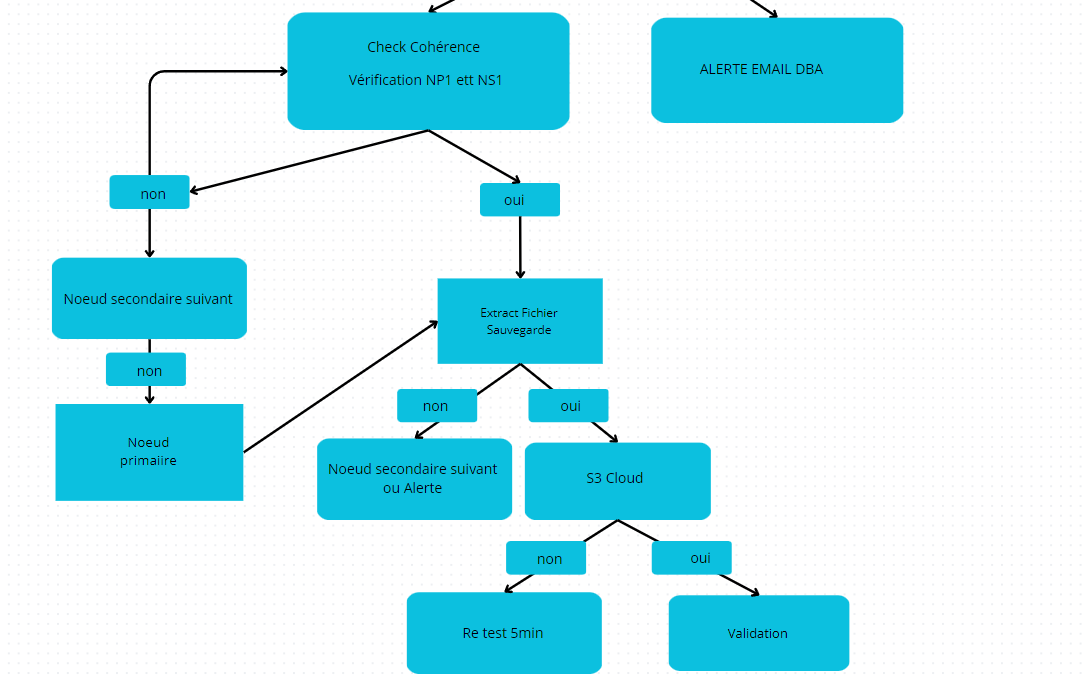 Check Cohérence
Vérification NP1 ett NS1
ALERTE EMAIL DBA
non
oui
Noeud secondaire suivant
Extract Fichier
Sauvegarde
non
non
oui
Noeud
primaiire
Noeud secondaire suivant
ou Alerte
S3 Cloud
non
oui
Re test 5min
Validation